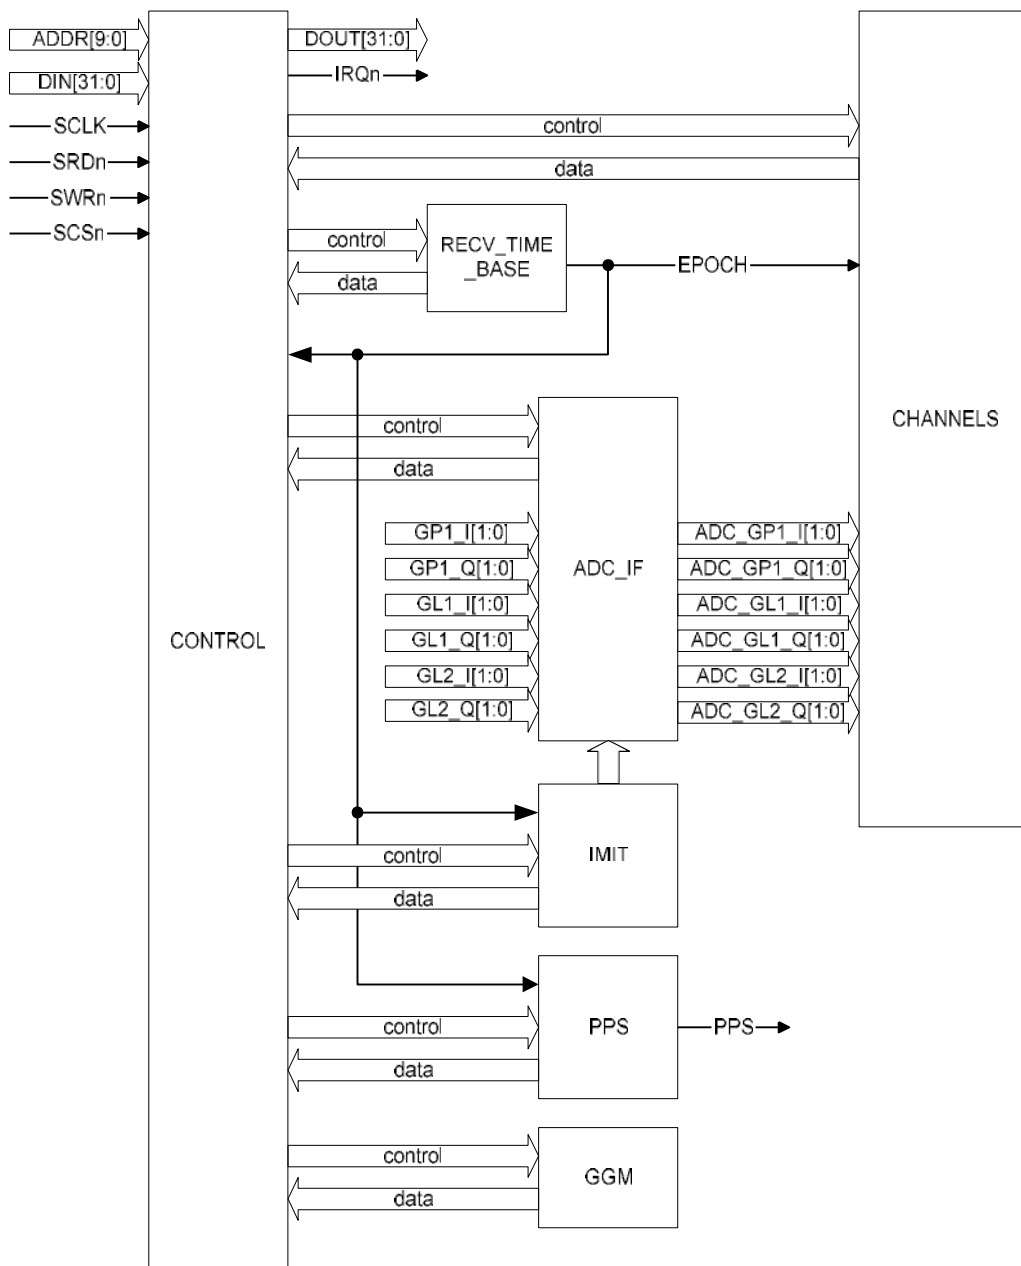 ADDR[9:0]
DOUT[31:0]
DIN[31:0]
IRQn
SCLK
control
SRDn
data
SWRn
SCSn
control
RECV_TIME
_BASE
EPOCH
data
CHANNELS
control
data
GP1_I[1:0]
ADC_GP1_I[1:0]
GP1_Q[1:0]
ADC_IF
ADC_GP1_Q[1:0]
GL1_I[1:0]
ADC_GL1_I[1:0]
CONTROL
GL1_Q[1:0]
ADC_GL1_Q[1:0]
GL2_I[1:0]
ADC_GL2_I[1:0]
GL2_Q[1:0]
ADC_GL2_Q[1:0]
control
IMIT
data
control
PPS
PPS
data
control
GGM
data